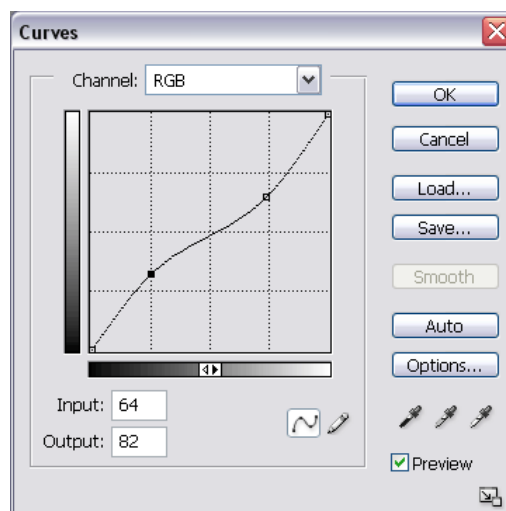 Curves
Channel: RGB
OK
Cancel
Load...
Save...
Smooth
Auto
Options...
Input: 64
Output: 82
Preview